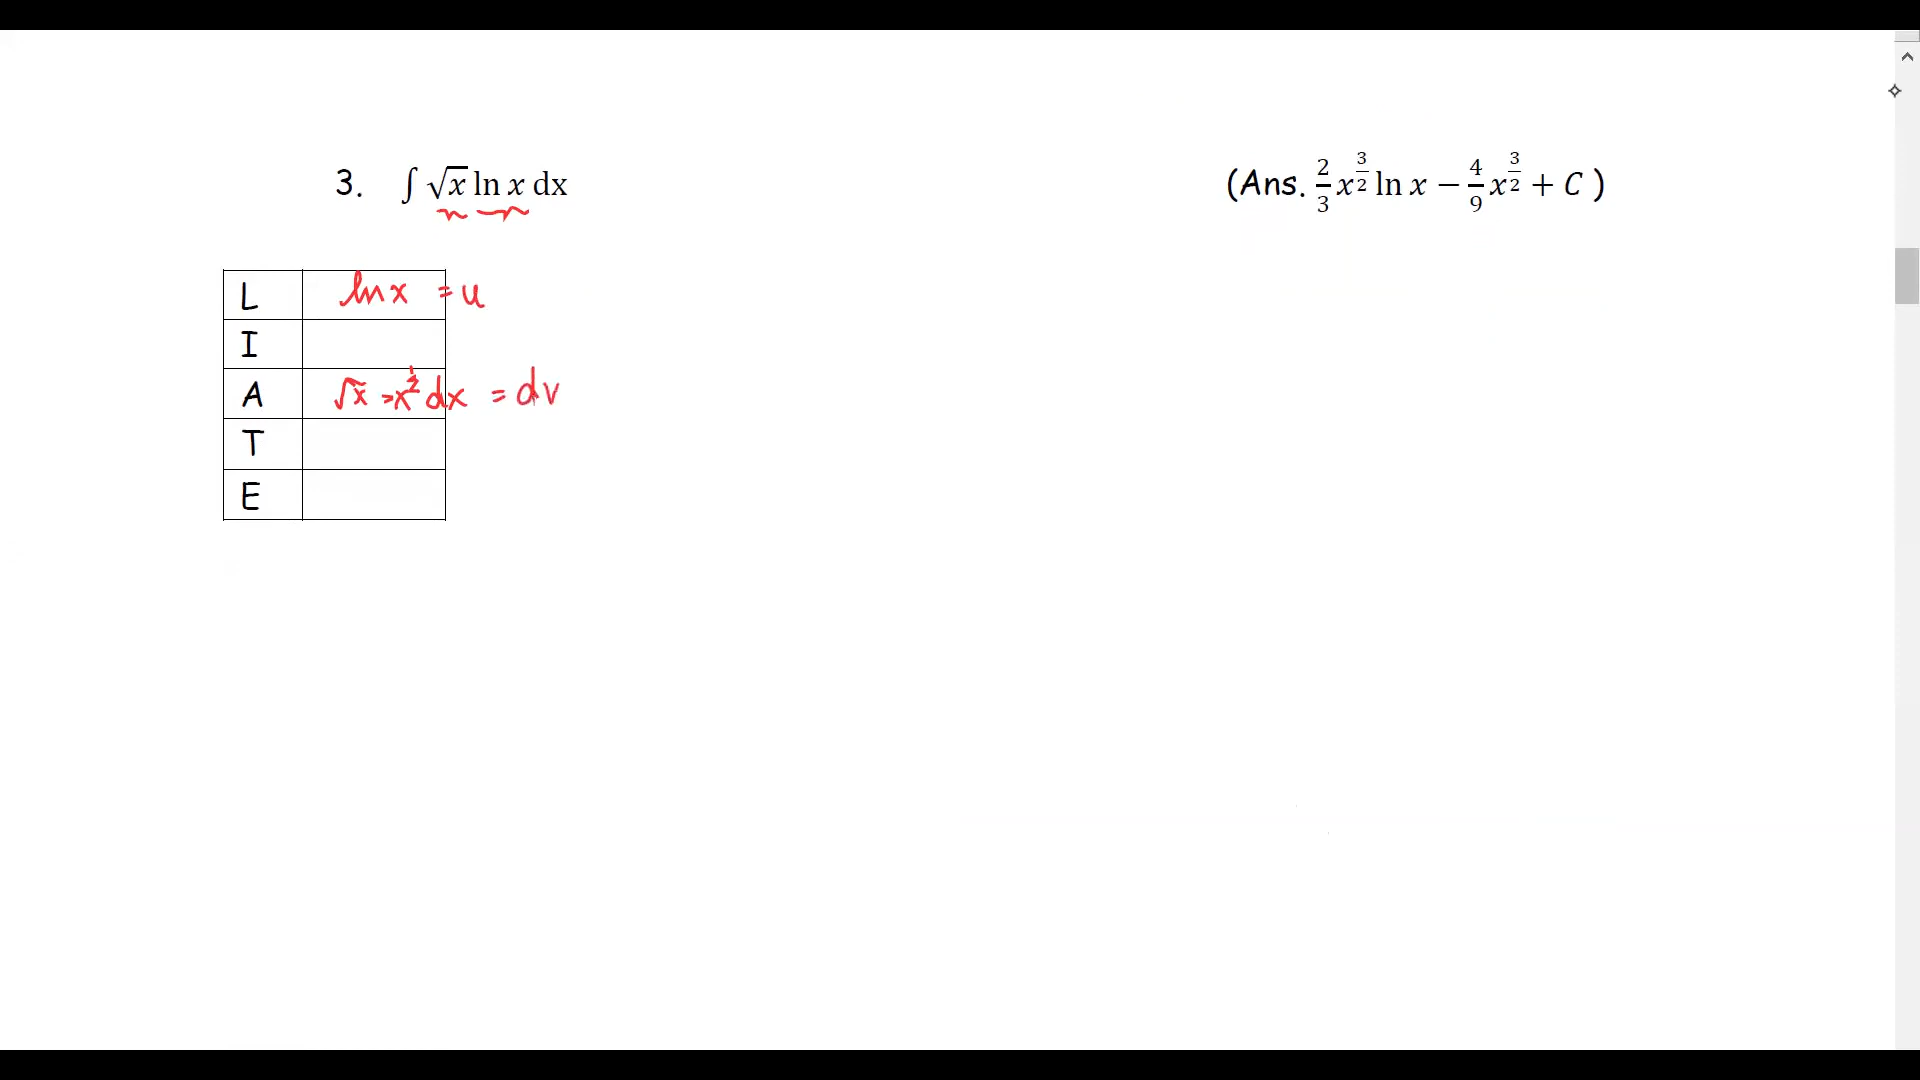 3. ∫ √x ln x dx
(Ans. 2/3 x^(3/2) ln x − 4/9 x^(3/2) + C )
L ln x = u
I
A √x = x^(1/2) dx = dv
T
E